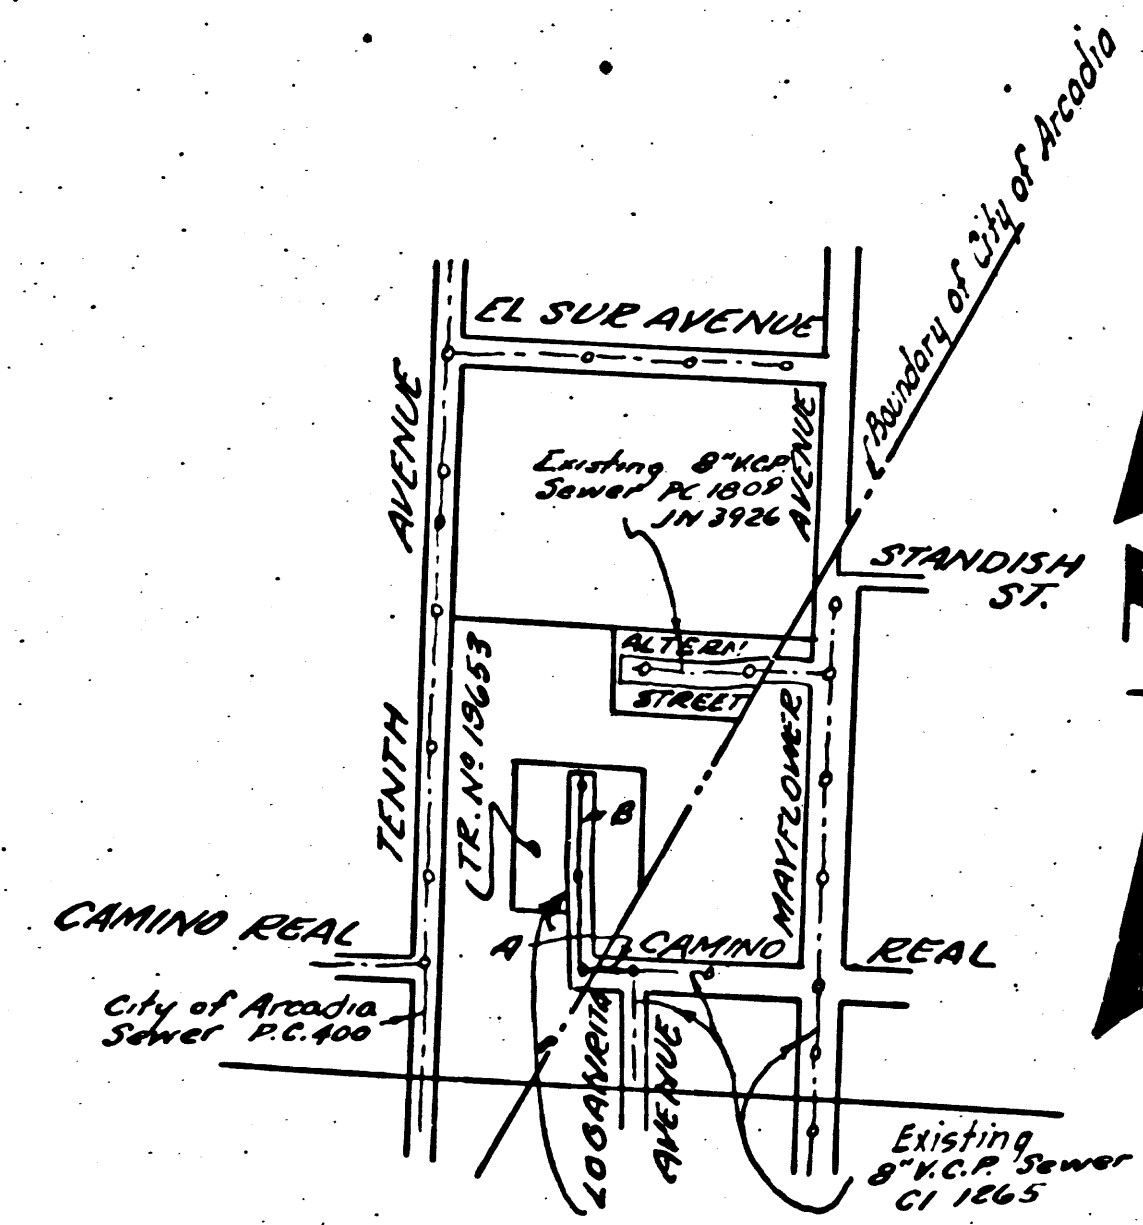 Boundary of City of Arcadia
EL SUR AVENUE
AVENUE
AVENUE
Existing 8" V.C.P.
Sewer PC 1809
JN 3926
STANDISH
ST.
ALTERN
STREET
TR. Nº 19653
TENTH
MAYFLOWER
B
CAMINO REAL
A
CAMINO
REAL
City of Arcadia
Sewer P.C. 400
AVENUE
Existing
8" V.C.P. Sewer
CI 1265